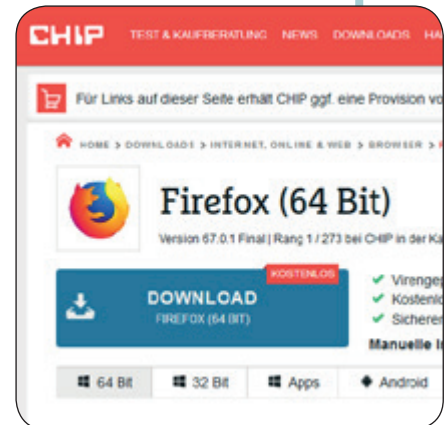 CHIP TEST & KAUFBERATUNG NEWS DOWNLOADS
Für Links auf dieser Seite erhält CHIP ggf. eine Provision
HOME > DOWNLOADS > INTERNET, ONLINE & WEB > BROWSER >
Firefox (64 Bit)
Version 67.0.1 Final | Rang 1 / 273 bei CHIP in der
KOSTENLOS
DOWNLOAD
FIREFOX (64 BIT)
Manuelle
64 Bit 32 Bit Apps Android